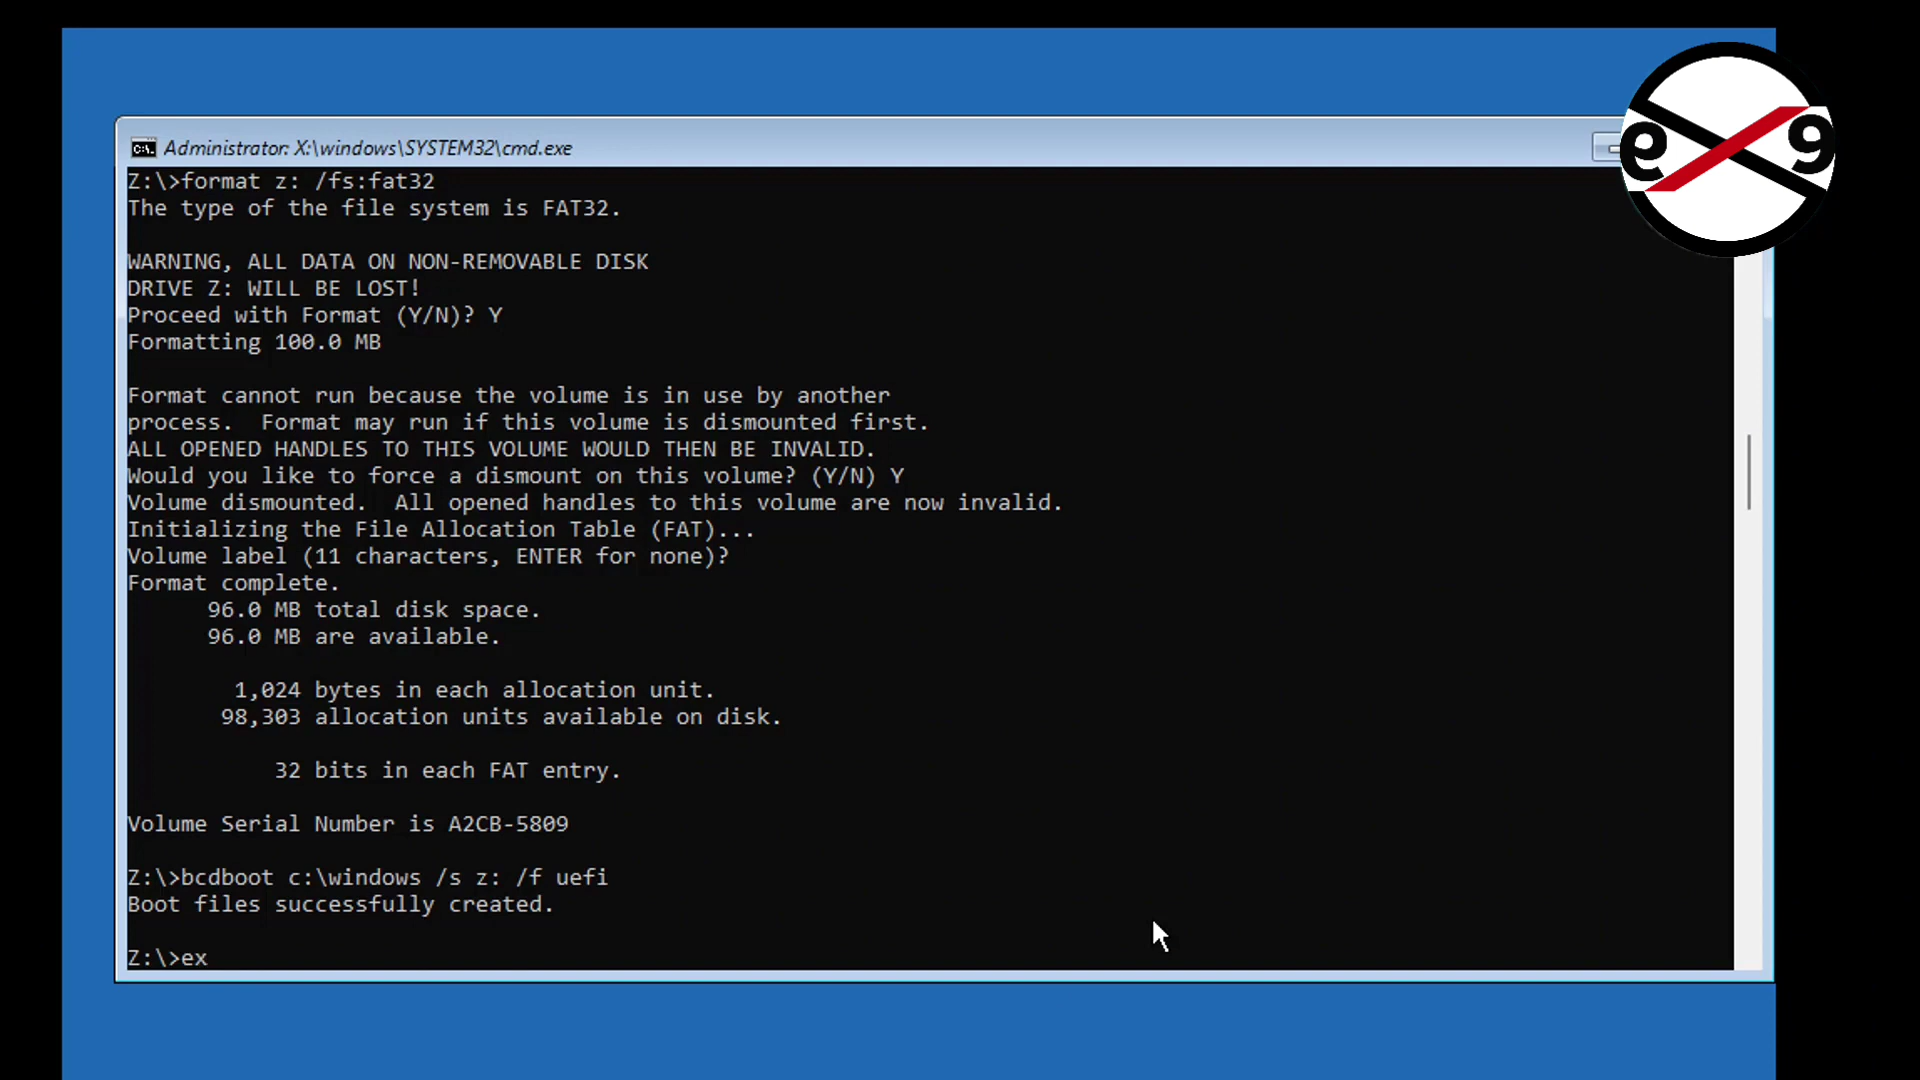 Administrator: X:\windows\SYSTEM32\cmd.exe
Z:\>format z: /fs:fat32
The type of the file system is FAT32.
WARNING, ALL DATA ON NON-REMOVABLE DISK
DRIVE Z: WILL BE LOST!
Proceed with Format (Y/N)? Y
Formatting 100.0 MB
Format cannot run because the volume is in use by another
process.  Format may run if this volume is dismounted first.
ALL OPENED HANDLES TO THIS VOLUME WOULD THEN BE INVALID.
Would you like to force a dismount on this volume? (Y/N) Y
Volume dismounted.  All opened handles to this volume are now invalid.
Initializing the File Allocation Table (FAT)...
Volume label (11 characters, ENTER for none)?
Format complete.
96.0 MB total disk space.
96.0 MB are available.
1,024 bytes in each allocation unit.
98,303 allocation units available on disk.
32 bits in each FAT entry.
Volume Serial Number is A2CB-5809
Z:\>bcdboot c:\windows /s z: /f uefi
Boot files successfully created.
Z:\>ex